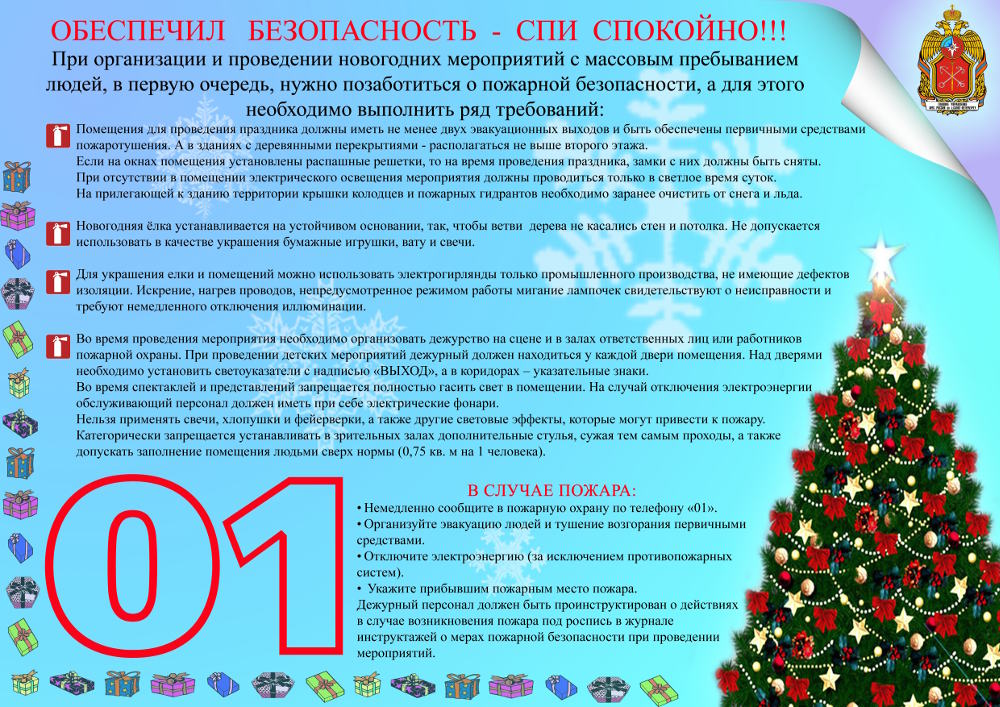 ОБЕСПЕЧИЛ БЕЗОПАСНОСТЬ - СПИ СПОКОЙНО!!!
При организации и проведении новогодних мероприятий с массовым пребыванием
людей, в первую очередь, нужно позаботиться о пожарной безопасности, а для этого
необходимо выполнить ряд требований:
Помещения для проведения праздника должны иметь не менее двух эвакуационных выходов и быть обеспечены первичными средствами
пожаротушения. А в зданиях с деревянными перекрытиями - располагаться не выше второго этажа.
Если на окнах помещения установлены распашные решетки, то на время проведения праздника, замки с них должны быть сняты.
При отсутствии в помещении электрического освещения мероприятия должны проводиться только в светлое время суток.
На прилегающей к зданию территории крышки колодцев и пожарных гидрантов необходимо заранее очистить от снега и льда.
Новогодняя ёлка устанавливается на устойчивом основании, так, чтобы ветви дерева не касались стен и потолка. Не допускается
использовать в качестве украшения бумажные игрушки, вату и свечи.
Для украшения елки и помещений можно использовать электрогирлянды только промышленного производства, не имеющие дефектов
изоляции. Искрение, нагрев проводов, непредусмотренное режимом работы мигание лампочек свидетельствуют о неисправности и
требуют немедленного отключения иллюминации.
Во время проведения мероприятия необходимо организовать дежурство на сцене и в залах ответственных лиц или работников
пожарной охраны. При проведении детских мероприятий дежурный должен находиться у каждой двери помещения. Над дверями
необходимо установить светоуказатели с надписью «ВЫХОД», а в коридорах – указательные знаки.
Во время спектаклей и представлений запрещается полностью гасить свет в помещении. На случай отключения электроэнергии
обслуживающий персонал должен иметь при себе электрические фонари.
Нельзя применять свечи, хлопушки и фейерверки, а также другие световые эффекты, которые могут привести к пожару.
Категорически запрещается устанавливать в зрительных залах дополнительные стулья, сужая тем самым проходы, а также
допускать заполнение помещения людьми сверх нормы (0,75 кв. м на 1 человека).
01
В СЛУЧАЕ ПОЖАРА:
• Немедленно сообщите в пожарную охрану по телефону «01».
• Организуйте эвакуацию людей и тушение возгорания первичными
средствами.
• Отключите электроэнергию (за исключением противопожарных
систем).
• Укажите прибывшим пожарным место пожара.
Дежурный персонал должен быть проинструктирован о действиях
в случае возникновения пожара под роспись в журнале
инструктажей о мерах пожарной безопасности при проведении
мероприятий.